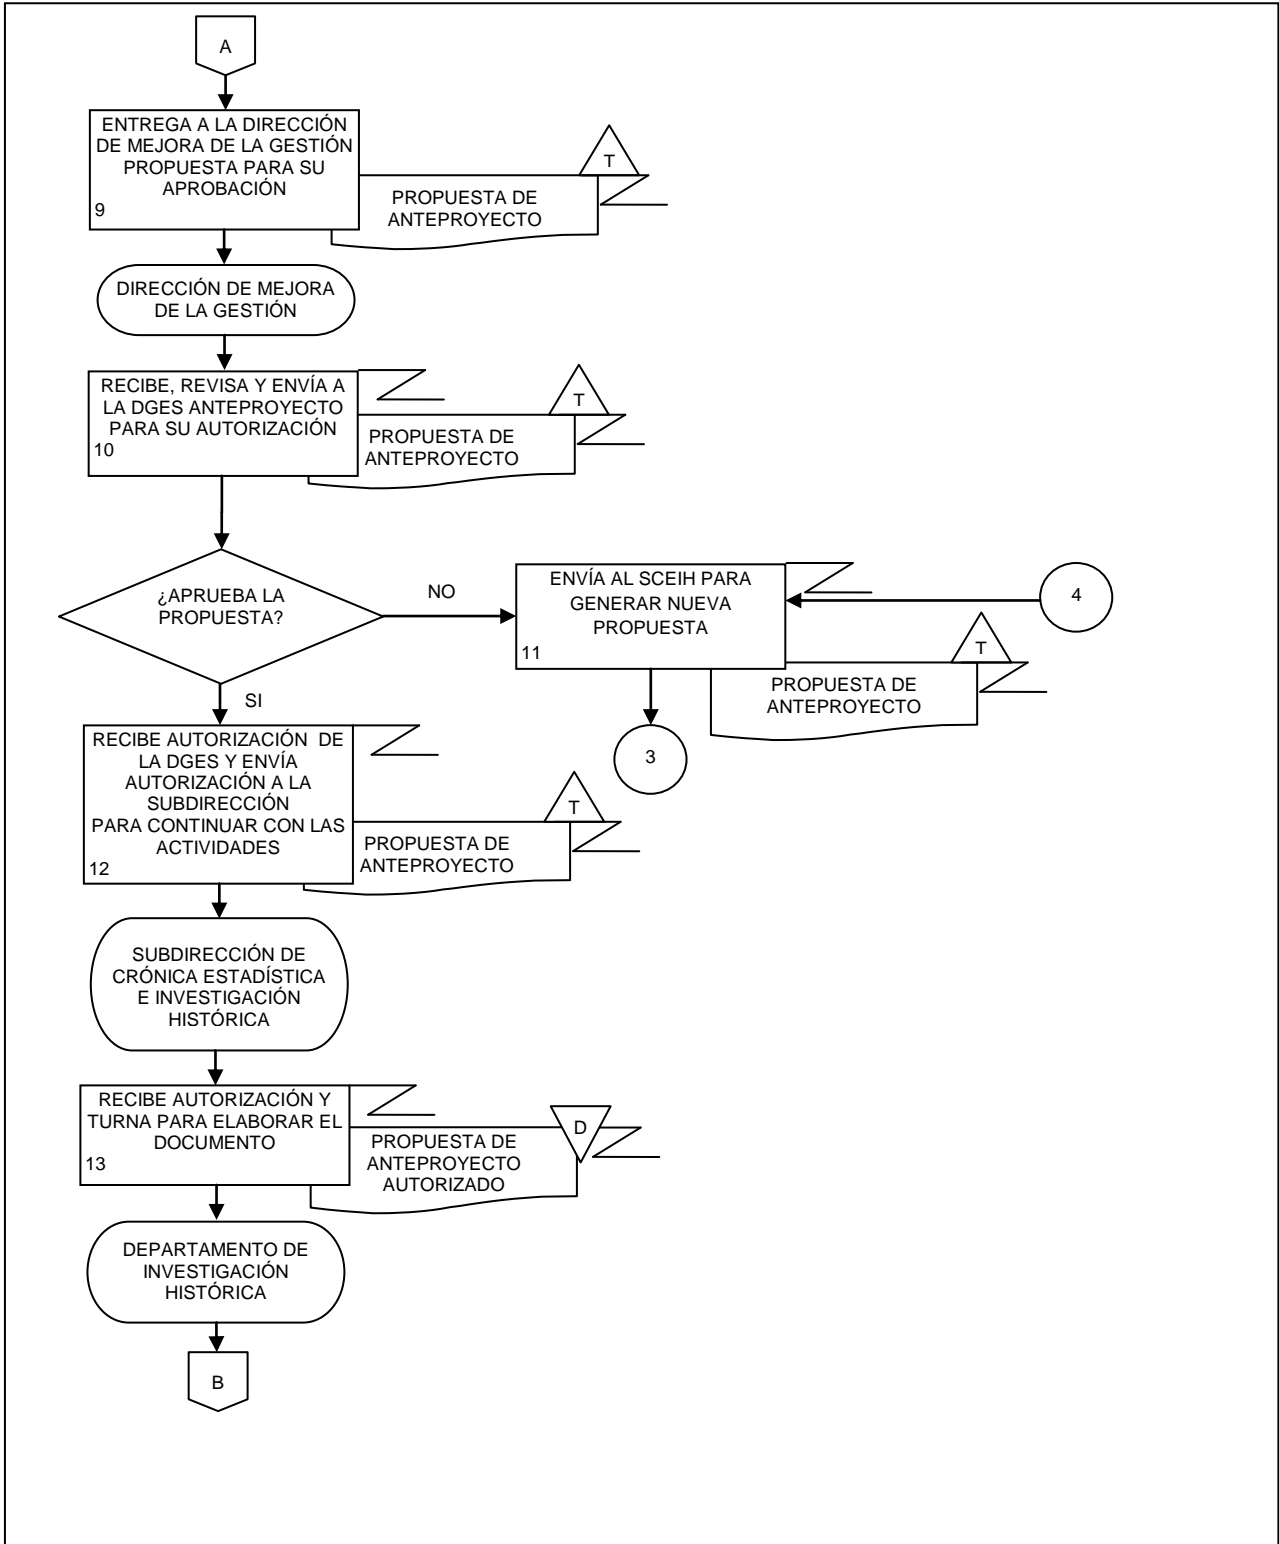 A
ENTREGA A LA DIRECCIÓN
DE MEJORA DE LA GESTIÓN
PROPUESTA PARA SU
APROBACIÓN
9
T
PROPUESTA DE
ANTEPROYECTO
DIRECCIÓN DE MEJORA
DE LA GESTIÓN
RECIBE, REVISA Y ENVÍA A
LA DGES ANTEPROYECTO
PARA SU AUTORIZACIÓN
10
T
PROPUESTA DE
ANTEPROYECTO
¿APRUEBA LA
PROPUESTA?
NO
ENVÍA AL SCEIH PARA
GENERAR NUEVA
PROPUESTA
11
4
T
PROPUESTA DE
ANTEPROYECTO
3
SI
RECIBE AUTORIZACIÓN DE
LA DGES Y ENVÍA
AUTORIZACIÓN A LA
SUBDIRECCIÓN
PARA CONTINUAR CON LAS
ACTIVIDADES
12
T
PROPUESTA DE
ANTEPROYECTO
SUBDIRECCIÓN DE
CRÓNICA ESTADÍSTICA
E INVESTIGACIÓN
HISTÓRICA
RECIBE AUTORIZACIÓN Y
TURNA PARA ELABORAR EL
DOCUMENTO
13
D
PROPUESTA DE
ANTEPROYECTO
AUTORIZADO
DEPARTAMENTO DE
INVESTIGACIÓN
HISTÓRICA
B